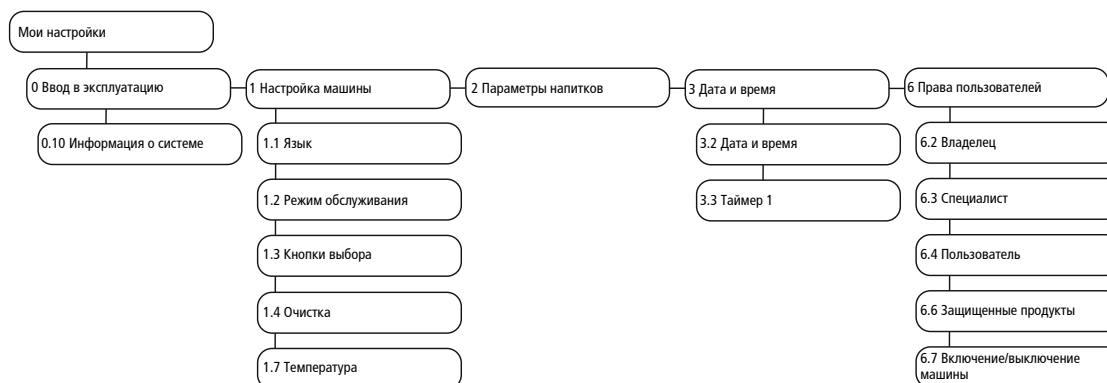 Мои настройки
0 Ввод в эксплуатацию
1 Настройка машины
2 Параметры напитков
3 Дата и время
6 Права пользователей
0.10 Информация о системе
1.1 Язык
1.2 Режим обслуживания
1.3 Кнопки выбора
1.4 Очистка
1.7 Температура
3.2 Дата и время
3.3 Таймер 1
6.2 Владелец
6.3 Специалист
6.4 Пользователь
6.6 Защищенные продукты
6.7 Включение/выключение
машины